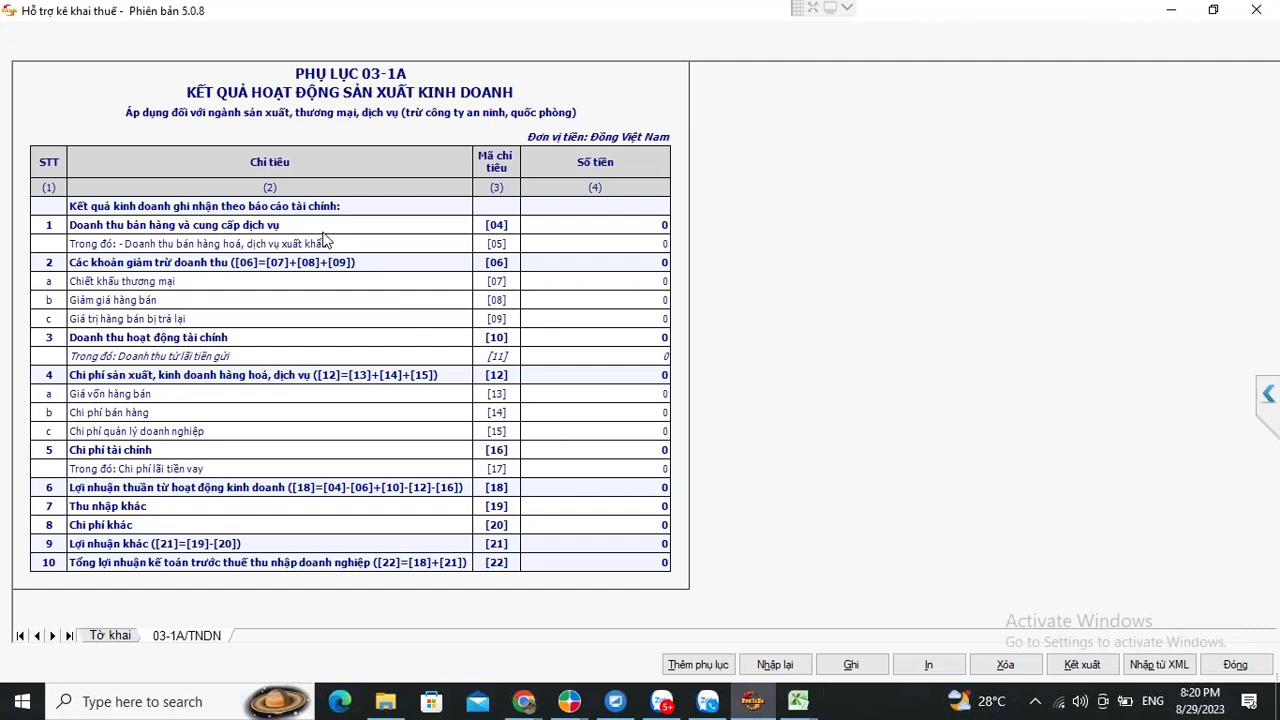 Hỗ trợ kê khai thuế - Phiên bản 5.0.8
PHỤ LỤC 03-1A
KẾT QUẢ HOẠT ĐỘNG SẢN XUẤT KINH DOANH
Áp dụng đối với ngành sản xuất, thương mại, dịch vụ (trừ công ty an ninh, quốc phòng)
Đơn vị tiền: Đồng Việt Nam
STT Chỉ tiêu Mã chỉ tiêu Số tiền
(1) (2) (3) (4)
Kết quả kinh doanh ghi nhận theo báo cáo tài chính:
1 Doanh thu bán hàng và cung cấp dịch vụ [04] 0
Trong đó: - Doanh thu bán hàng hoá, dịch vụ xuất khẩu [05] 0
2 Các khoản giảm trừ doanh thu ([06]=[07]+[08]+[09]) [06] 0
a Chiết khấu thương mại [07] 0
b Giảm giá hàng bán [08] 0
c Giá trị hàng bán bị trả lại [09] 0
3 Doanh thu hoạt động tài chính [10] 0
Trong đó: Doanh thu từ lãi tiền gửi [11] 0
4 Chi phí sản xuất, kinh doanh hàng hoá, dịch vụ ([12]=[13]+[14]+[15]) [12] 0
a Giá vốn hàng bán [13] 0
b Chi phí bán hàng [14] 0
c Chi phí quản lý doanh nghiệp [15] 0
5 Chi phí tài chính [16] 0
Trong đó: Chi phí lãi tiền vay [17] 0
6 Lợi nhuận thuần từ hoạt động kinh doanh ([18]=[04]-[06]+[10]-[12]-[16]) [18] 0
7 Thu nhập khác [19] 0
8 Chi phí khác [20] 0
9 Lợi nhuận khác ([21]=[19]-[20]) [21] 0
10 Tổng lợi nhuận kế toán trước thuế thu nhập doanh nghiệp ([22]=[18]+[21]) [22] 0
Activate Windows
Go to Settings to activate Windows.
Tờ khai 03-1A/TNDN
Thêm phụ lục Nhập lại Ghi In Xóa Kết xuất Nhập từ XML Đóng
Type here to search 5+ 28°C ENG 8:20 PM
8/29/2023